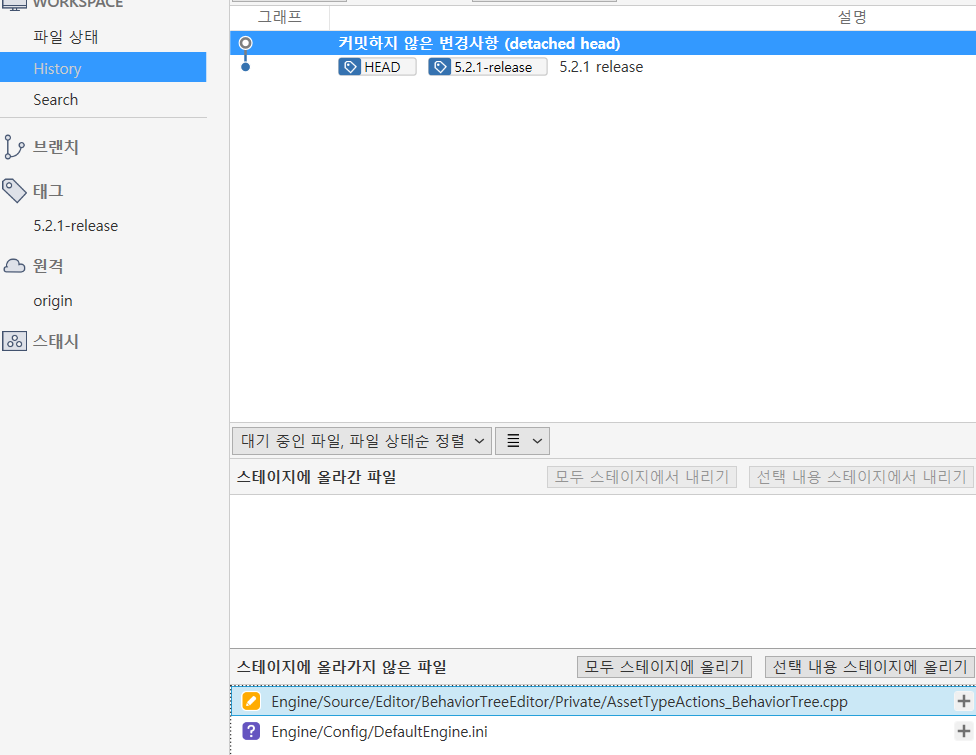 WORKSPACE
파일 상태
History
Search
브랜치
태그
5.2.1-release
원격
origin
스태시
그래프 설명
커밋하지 않은 변경사항 (detached head)
HEAD 5.2.1-release 5.2.1 release
대기 중인 파일, 파일 상태순 정렬
스테이지에 올라간 파일 모두 스테이지에서 내리기 선택 내용 스테이지에서 내리기
스테이지에 올라가지 않은 파일 모두 스테이지에 올리기 선택 내용 스테이지에 올리기
Engine/Source/Editor/BehaviorTreeEditor/Private/AssetTypeActions_BehaviorTree.cpp
Engine/Config/DefaultEngine.ini